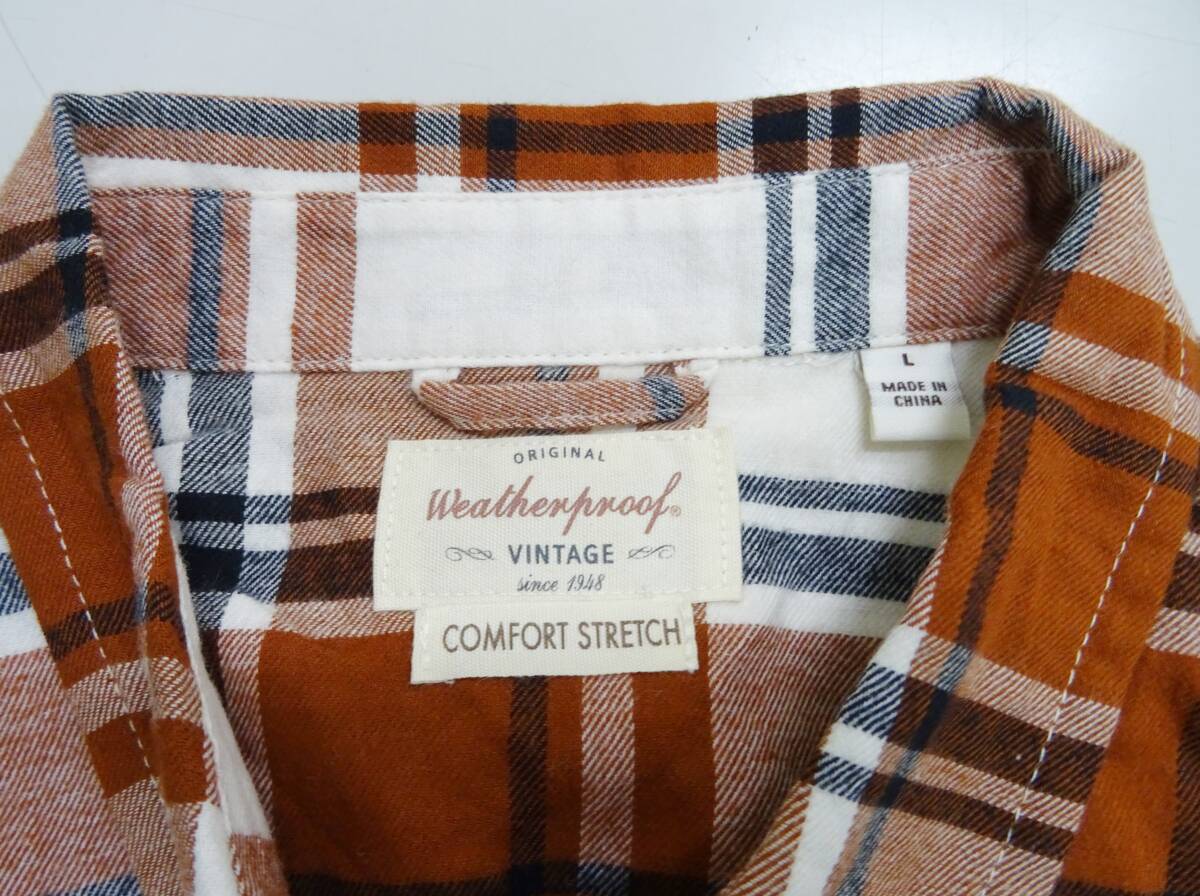 L
MADE IN
CHINA
ORIGINAL
Weatherproof®
VINTAGE
since 1948
COMFORT STRETCH